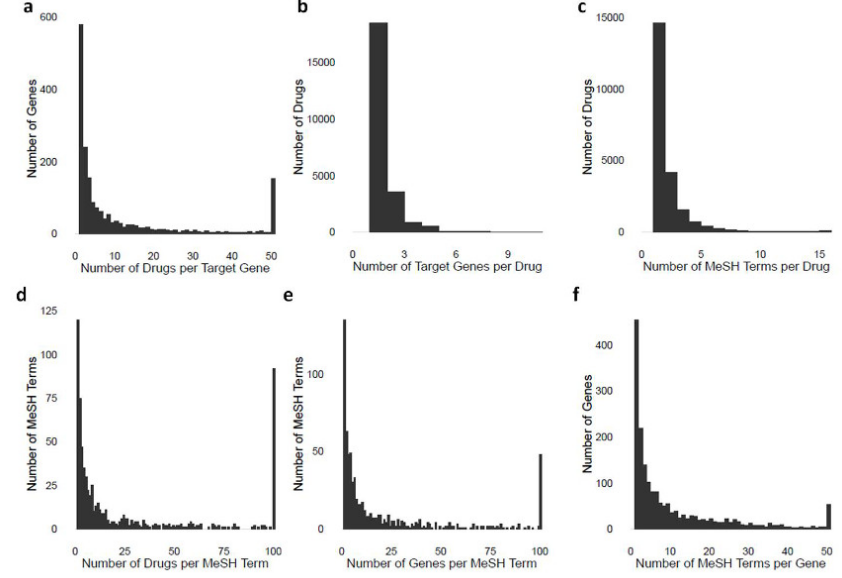 a
600
400
200
0
Number of Genes
0 10 20 30 40 50
Number of Drugs per Target Gene
b
15000
10000
5000
0
Number of Drugs
0 3 6 9
Number of Target Genes per Drug
c
15000
10000
5000
0
Number of Drugs
0 5 10 15
Number of MeSH Terms per Drug
d
125
100
75
50
25
0
Number of MeSH Terms
0 25 50 75 100
Number of Drugs per MeSH Term
e
100
50
0
Number of MeSH Terms
0 25 50 75 100
Number of Genes per MeSH Term
f
400
300
200
100
0
Number of Genes
0 10 20 30 40 50
Number of MeSH Terms per Gene